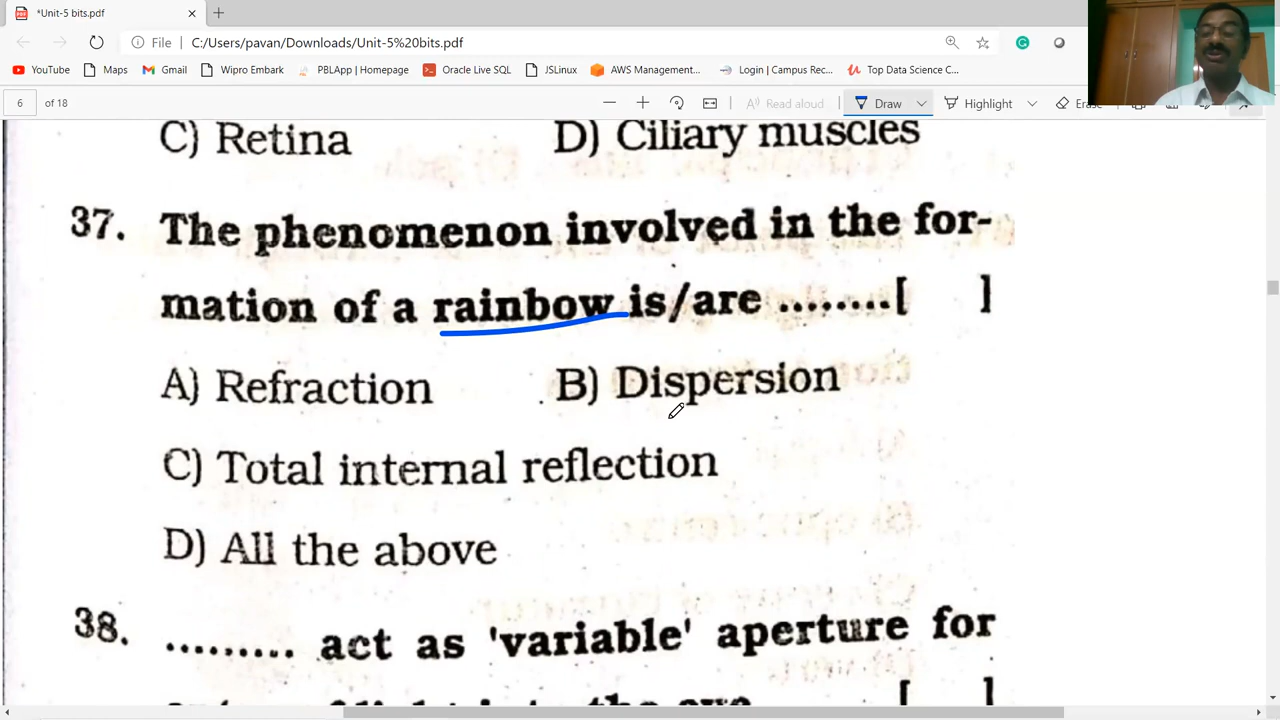 *Unit-5 bits.pdf
File C:/Users/pavan/Downloads/Unit-5%20bits.pdf
YouTube Maps Gmail Wipro Embark PBLApp | Homepage Oracle Live SQL JSLinux AWS Management... Login | Campus Rec... Top Data Science C...
6 of 18 Read aloud Draw Highlight Erase
C) Retina D) Ciliary muscles
37. The phenomenon involved in the for-
mation of a rainbow is/are ........[ ]
A) Refraction B) Dispersion
C) Total internal reflection
D) All the above
38. ......... act as 'variable' aperture for